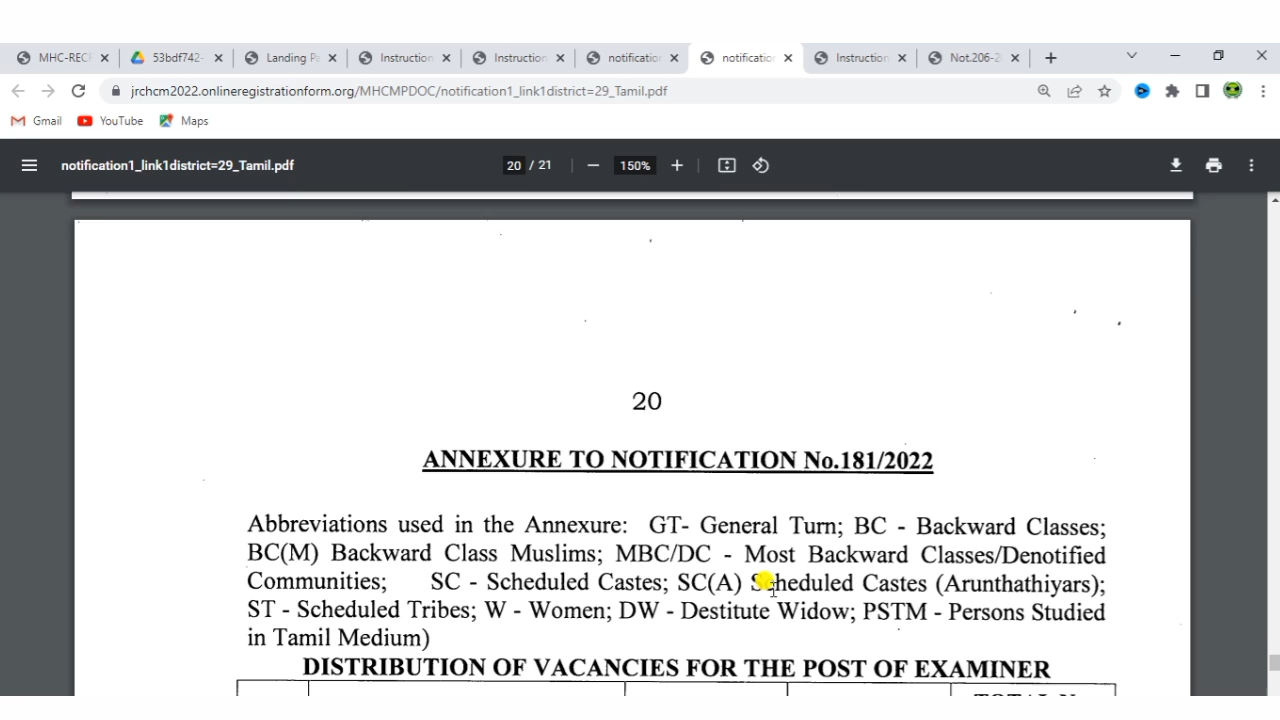 MHC-REC
53bdf742-
Landing Pa
Instruction
Instruction
notification
notification
Instruction
Not.206-2
jrchcm2022.onlineregistrationform.org/MHCMPDOC/notification1_link1district=29_Tamil.pdf
Gmail
YouTube
Maps
notification1_link1district=29_Tamil.pdf
20 / 21
150%
20
ANNEXURE TO NOTIFICATION No.181/2022
Abbreviations used in the Annexure: GT- General Turn; BC - Backward Classes;
BC(M) Backward Class Muslims; MBC/DC - Most Backward Classes/Denotified
Communities; SC - Scheduled Castes; SC(A) Scheduled Castes (Arunthathiyars);
ST - Scheduled Tribes; W - Women; DW - Destitute Widow; PSTM - Persons Studied
in Tamil Medium)
DISTRIBUTION OF VACANCIES FOR THE POST OF EXAMINER